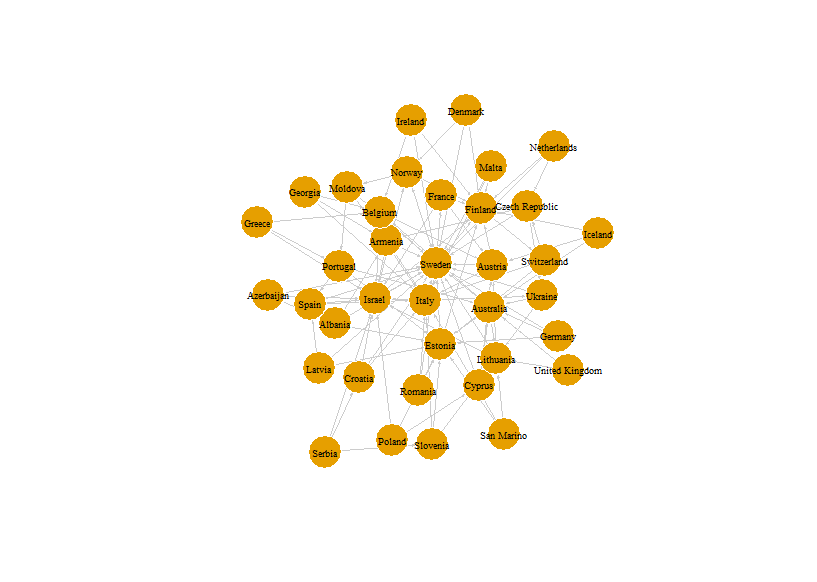 Denmark
Ireland
Netherlands
Malta
Norway
Moldova
Georgia
France
Finland
Czech Republic
Belgium
Greece
Iceland
Armenia
Switzerland
Sweden
Austria
Portugal
Azerbaijan
Ukraine
Israel
Italy
Spain
Australia
Albania
Germany
Estonia
Lithuania
Latvia
United Kingdom
Croatia
Cyprus
Romania
San Marino
Poland
Slovenia
Serbia